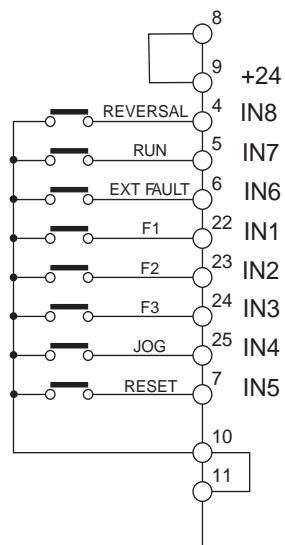 8
9 +24
REVERSAL 4 IN8
RUN 5 IN7
EXT FAULT 6 IN6
F1 22 IN1
F2 23 IN2
F3 24 IN3
JOG 25 IN4
RESET 7 IN5
10
11